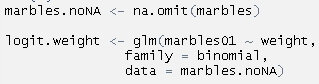 marbles.noNA <- na.omit(marbles)
logit.weight <- glm(marbles01 ~ weight,
family = binomial,
data = marbles.noNA)